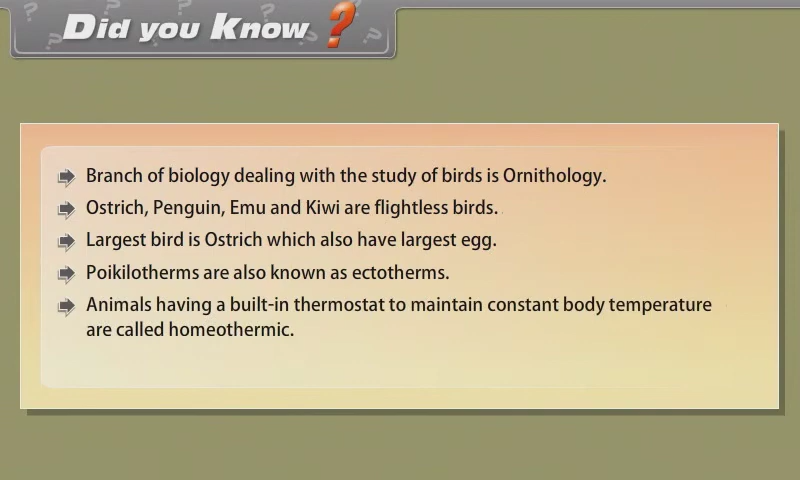 Did you Know ?
Branch of biology dealing with the study of birds is Ornithology.
Ostrich, Penguin, Emu and Kiwi are flightless birds.
Largest bird is Ostrich which also have largest egg.
Poikilotherms are also known as ectotherms.
Animals having a built-in thermostat to maintain constant body temperature
are called homeothermic.